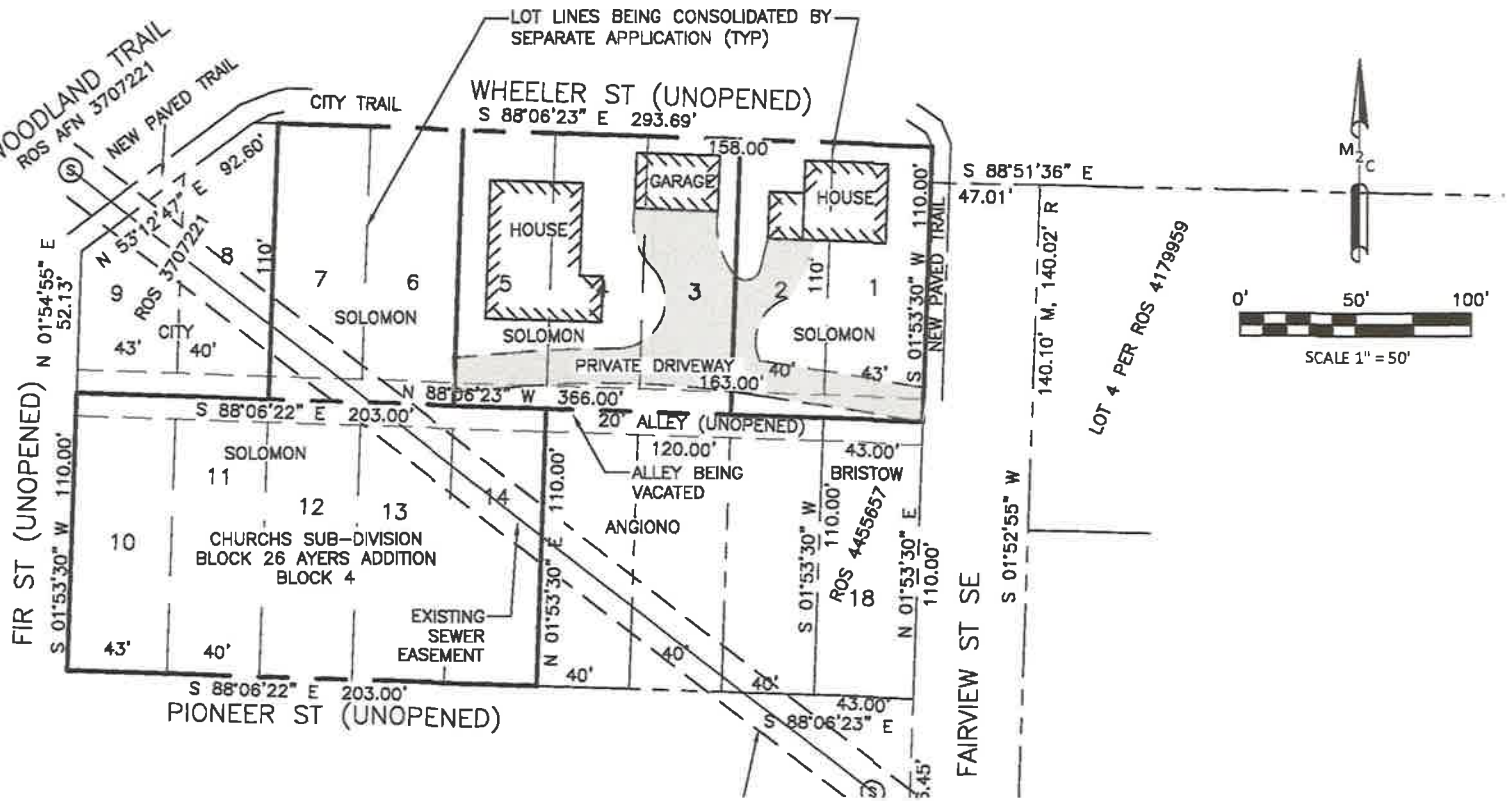 LOT LINES BEING CONSOLIDATED BY
SEPARATE APPLICATION (TYP)
WOODLAND TRAIL
ROS AFN 3707221
NEW PAVED TRAIL
CITY TRAIL
WHEELER ST (UNOPENED)
S 88°06'23" E 293.69'
158.00
S
N 53°12'47" E 92.60'
ROS 3707221
N 01°54'55" E
52.13'
9
8
110'
CITY
43'
40'
7
6
SOLOMON
HOUSE
5
4
SOLOMON
GARAGE
3
HOUSE
2
110'
1
SOLOMON
40'
43'
PRIVATE DRIVEWAY
163.00'
S 01°53'30" W 110.00'
NEW PAVED TRAIL
S 88°51'36" E
47.01'
140.10' M, 140.02' R
LOT 4 PER ROS 4179959
S 01°52'55" W
M2C
0'
50'
100'
SCALE 1" = 50'
N 88°06'23" W 366.00'
S 88°06'22" E 203.00'
20' ALLEY (UNOPENED)
120.00'
43.00'
ALLEY BEING
VACATED
BRISTOW
ANGIONO
SOLOMON
10
11
12
13
14
CHURCHS SUB-DIVISION
BLOCK 26 AYERS ADDITION
BLOCK 4
EXISTING
SEWER
EASEMENT
FIR ST (UNOPENED)
S 01°53'30" W 110.00'
43'
40'
N 01°53'30" E 110.00'
40'
40'
40'
S 01°53'30" W 110.00'
ROS 4455657
18
N 01°53'30" E
110.00'
43.00'
S 88°06'23" E
S 88°06'22" E 203.00'
PIONEER ST (UNOPENED)
FAIRVIEW ST SE
S
.45'